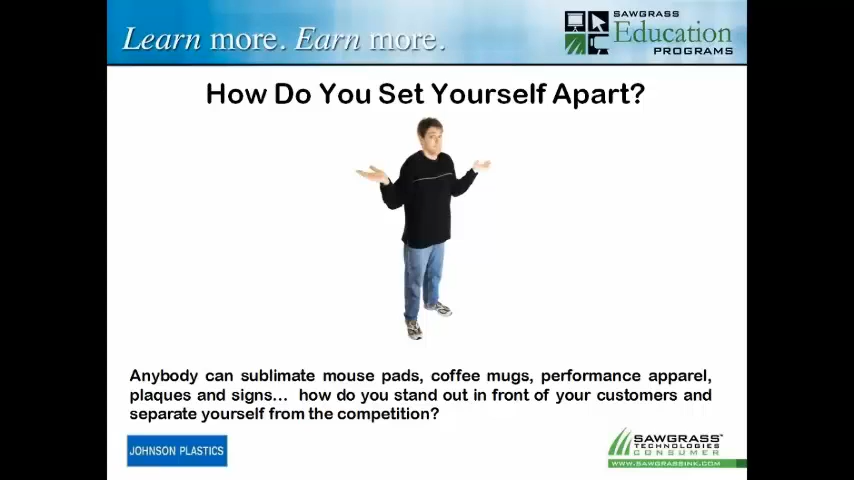 Learn more. Earn more.
SAWGRASS
Education
PROGRAMS
How Do You Set Yourself Apart?
Anybody can sublimate mouse pads, coffee mugs, performance apparel,
plaques and signs... how do you stand out in front of your customers and
separate yourself from the competition?
JOHNSON PLASTICS
SAWGRASS™
TECHNOLOGIES
CONSUMER
WWW.SAWGRASSINK.COM